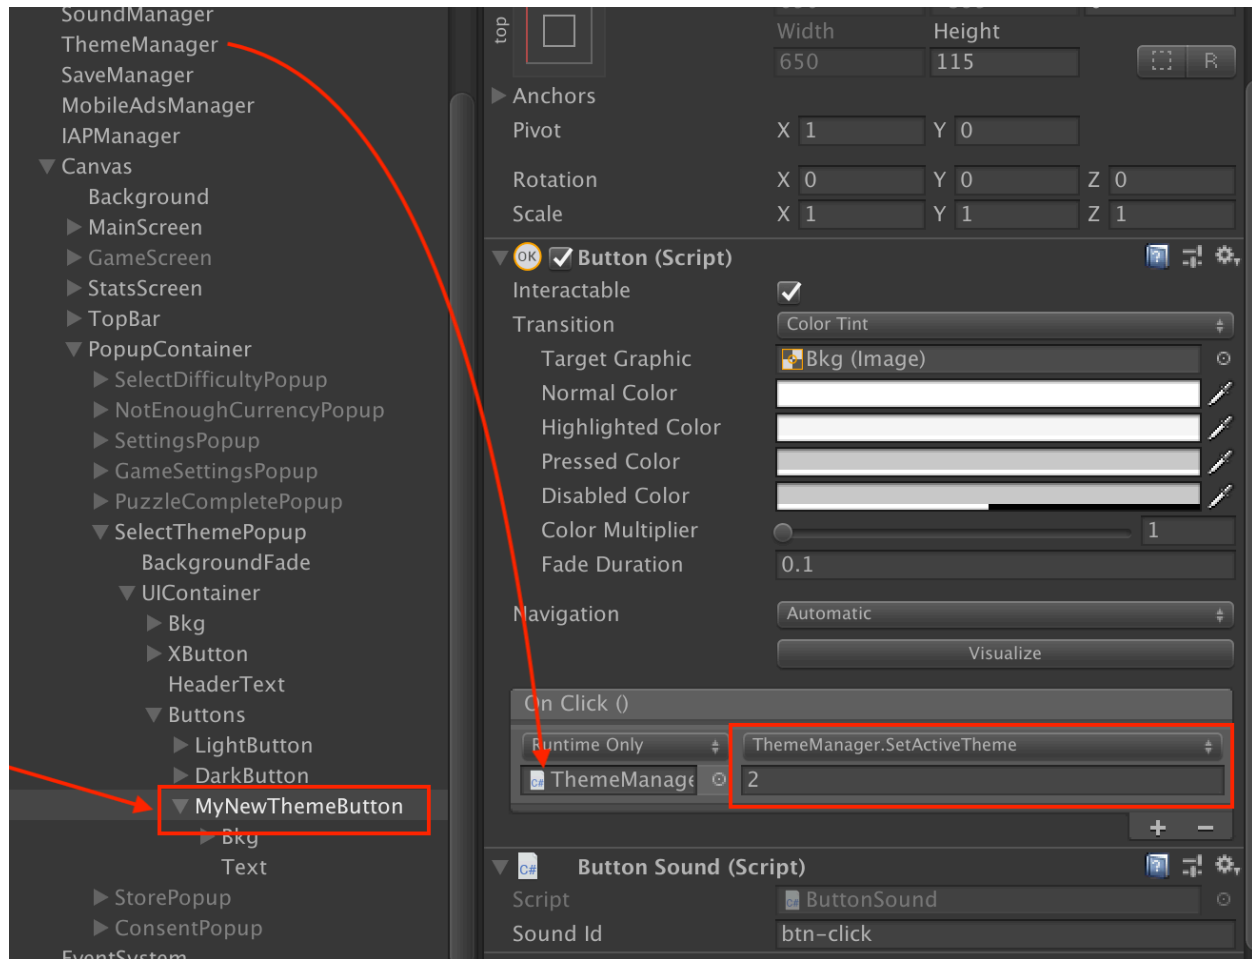 SoundManager
ThemeManager
SaveManager
MobileAdsManager
IAPManager
Canvas
Background
MainScreen
GameScreen
StatsScreen
TopBar
PopupContainer
SelectDifficultyPopup
NotEnoughCurrencyPopup
SettingsPopup
GameSettingsPopup
PuzzleCompletePopup
SelectThemePopup
BackgroundFade
UIContainer
Bkg
XButton
HeaderText
Buttons
LightButton
DarkButton
MyNewThemeButton
Bkg
Text
StorePopup
ConsentPopup
EventSystem
top
Width Height
650 115
R
Anchors
Pivot X 1 Y 0
Rotation X 0 Y 0 Z 0
Scale X 1 Y 1 Z 1
OK Button (Script)
Interactable
Transition Color Tint
Target Graphic Bkg (Image)
Normal Color
Highlighted Color
Pressed Color
Disabled Color
Color Multiplier 1
Fade Duration 0.1
Navigation Automatic
Visualize
On Click ()
Runtime Only ThemeManager.SetActiveTheme
C# ThemeManage 2
+ −
C# Button Sound (Script)
Script C# ButtonSound
Sound Id btn-click